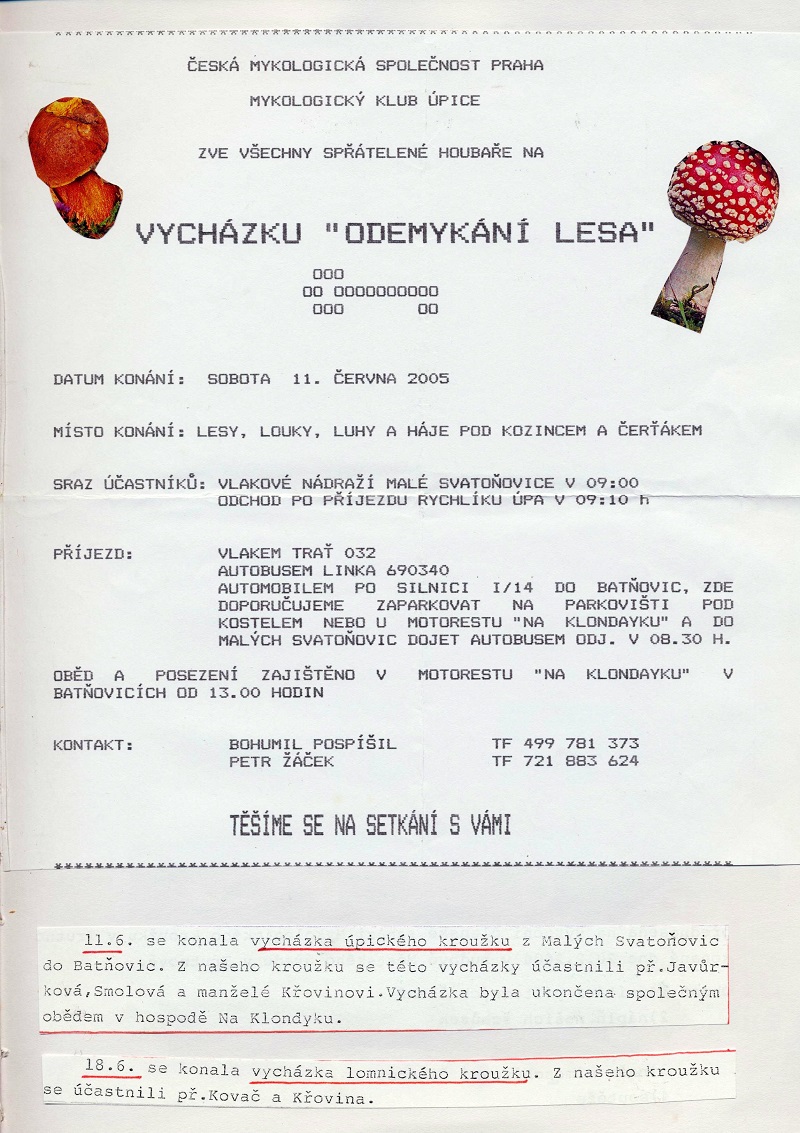 ČESKÁ MYKOLOGICKÁ SPOLEČNOST PRAHA
MYKOLOGICKÝ KLUB ÚPICE
ZVE VŠECHNY SPŘÁTELENÉ HOUBAŘE NA
VYCHÁZKU "ODEMYKÁNÍ LESA"
OOO
OO OOOOOOOOOO
OOO OO
DATUM KONÁNÍ: SOBOTA 11. ČERVNA 2005
MÍSTO KONÁNÍ: LESY, LOUKY, LUHY A HÁJE POD KOZINCEM A ČERŤÁKEM
SRAZ ÚČASTNÍKŮ: VLAKOVÉ NÁDRAŽÍ MALÉ SVATOŇOVICE V 09:00
ODCHOD PO PŘÍJEZDU RYCHLÍKU ÚPA V 09:10 h
PŘÍJEZD: VLAKEM TRAŤ 032
AUTOBUSEM LINKA 690340
AUTOMOBILEM PO SILNICI I/14 DO BATŇOVIC, ZDE
DOPORUČUJEME ZAPARKOVAT NA PARKOVIŠTI POD
KOSTELEM NEBO U MOTORESTU "NA KLONDAYKU" A DO
MALÝCH SVATOŇOVIC DOJET AUTOBUSEM ODJ. V 08.30 H.
OBĚD A POSEZENÍ ZAJIŠTĚNO V MOTORESTU "NA KLONDAYKU" V
BATŇOVICÍCH OD 13.00 HODIN
KONTAKT: BOHUMIL POSPÍŠIL TF 499 781 373
PETR ŽÁČEK TF 721 883 624
TĚŠÍME SE NA SETKÁNÍ S VÁMI
11.6. se konala vycházka úpického kroužku z Malých Svatoňovic
do Batňovic. Z našeho kroužku se této vycházky účastnili př.Javůr-
ková,Smolová a manželé Křovinovi.Vycházka byla ukončena společným
obědem v hospodě Na Klondyku.
18.6. se konala vycházka lomnického kroužku. Z našeho kroužku
se účastnili př.Kovač a Křovina.